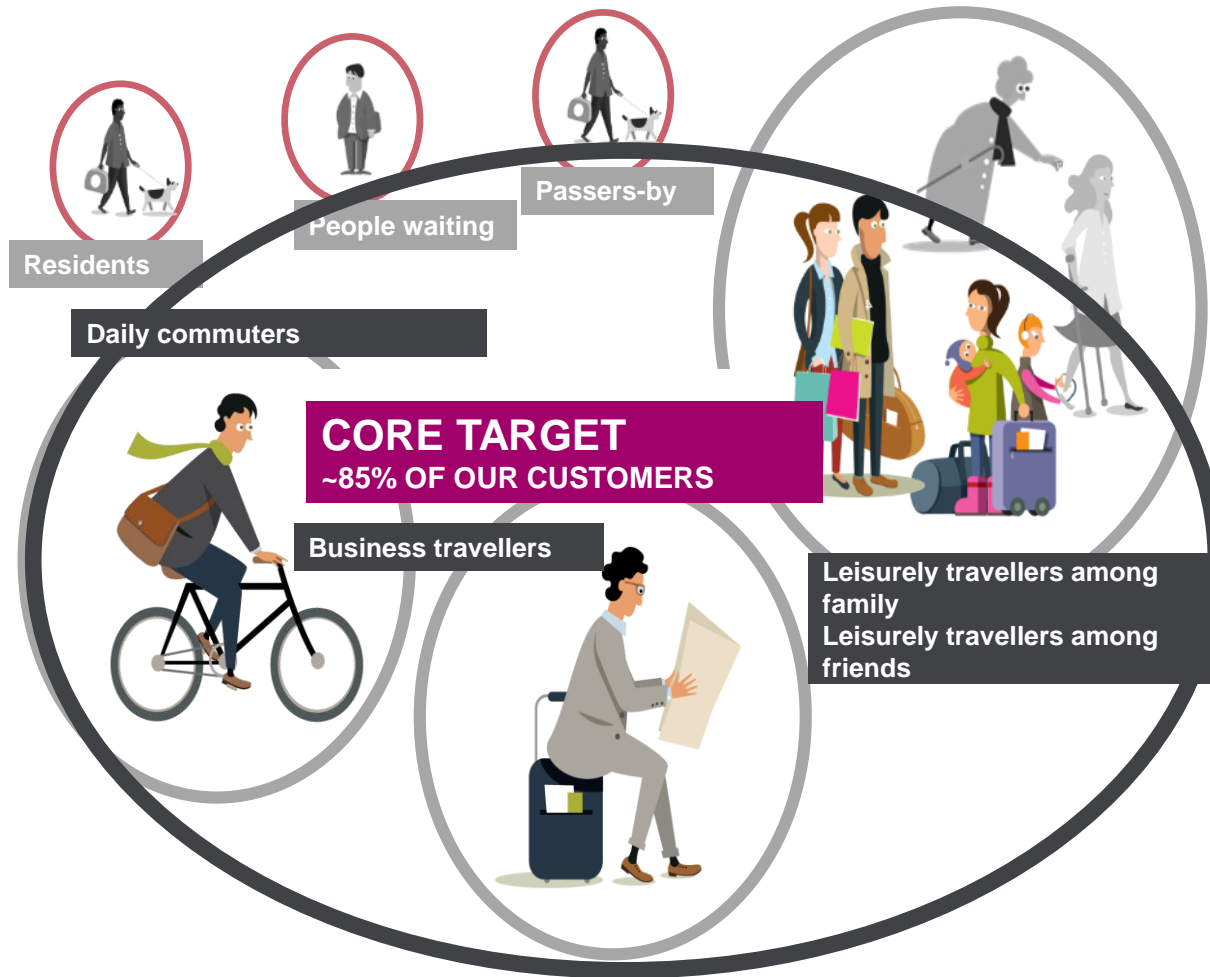 Passers-by
People waiting
Residents
Daily commuters
CORE TARGET
~85% OF OUR CUSTOMERS
Business travellers
Leisurely travellers among
family
Leisurely travellers among
friends